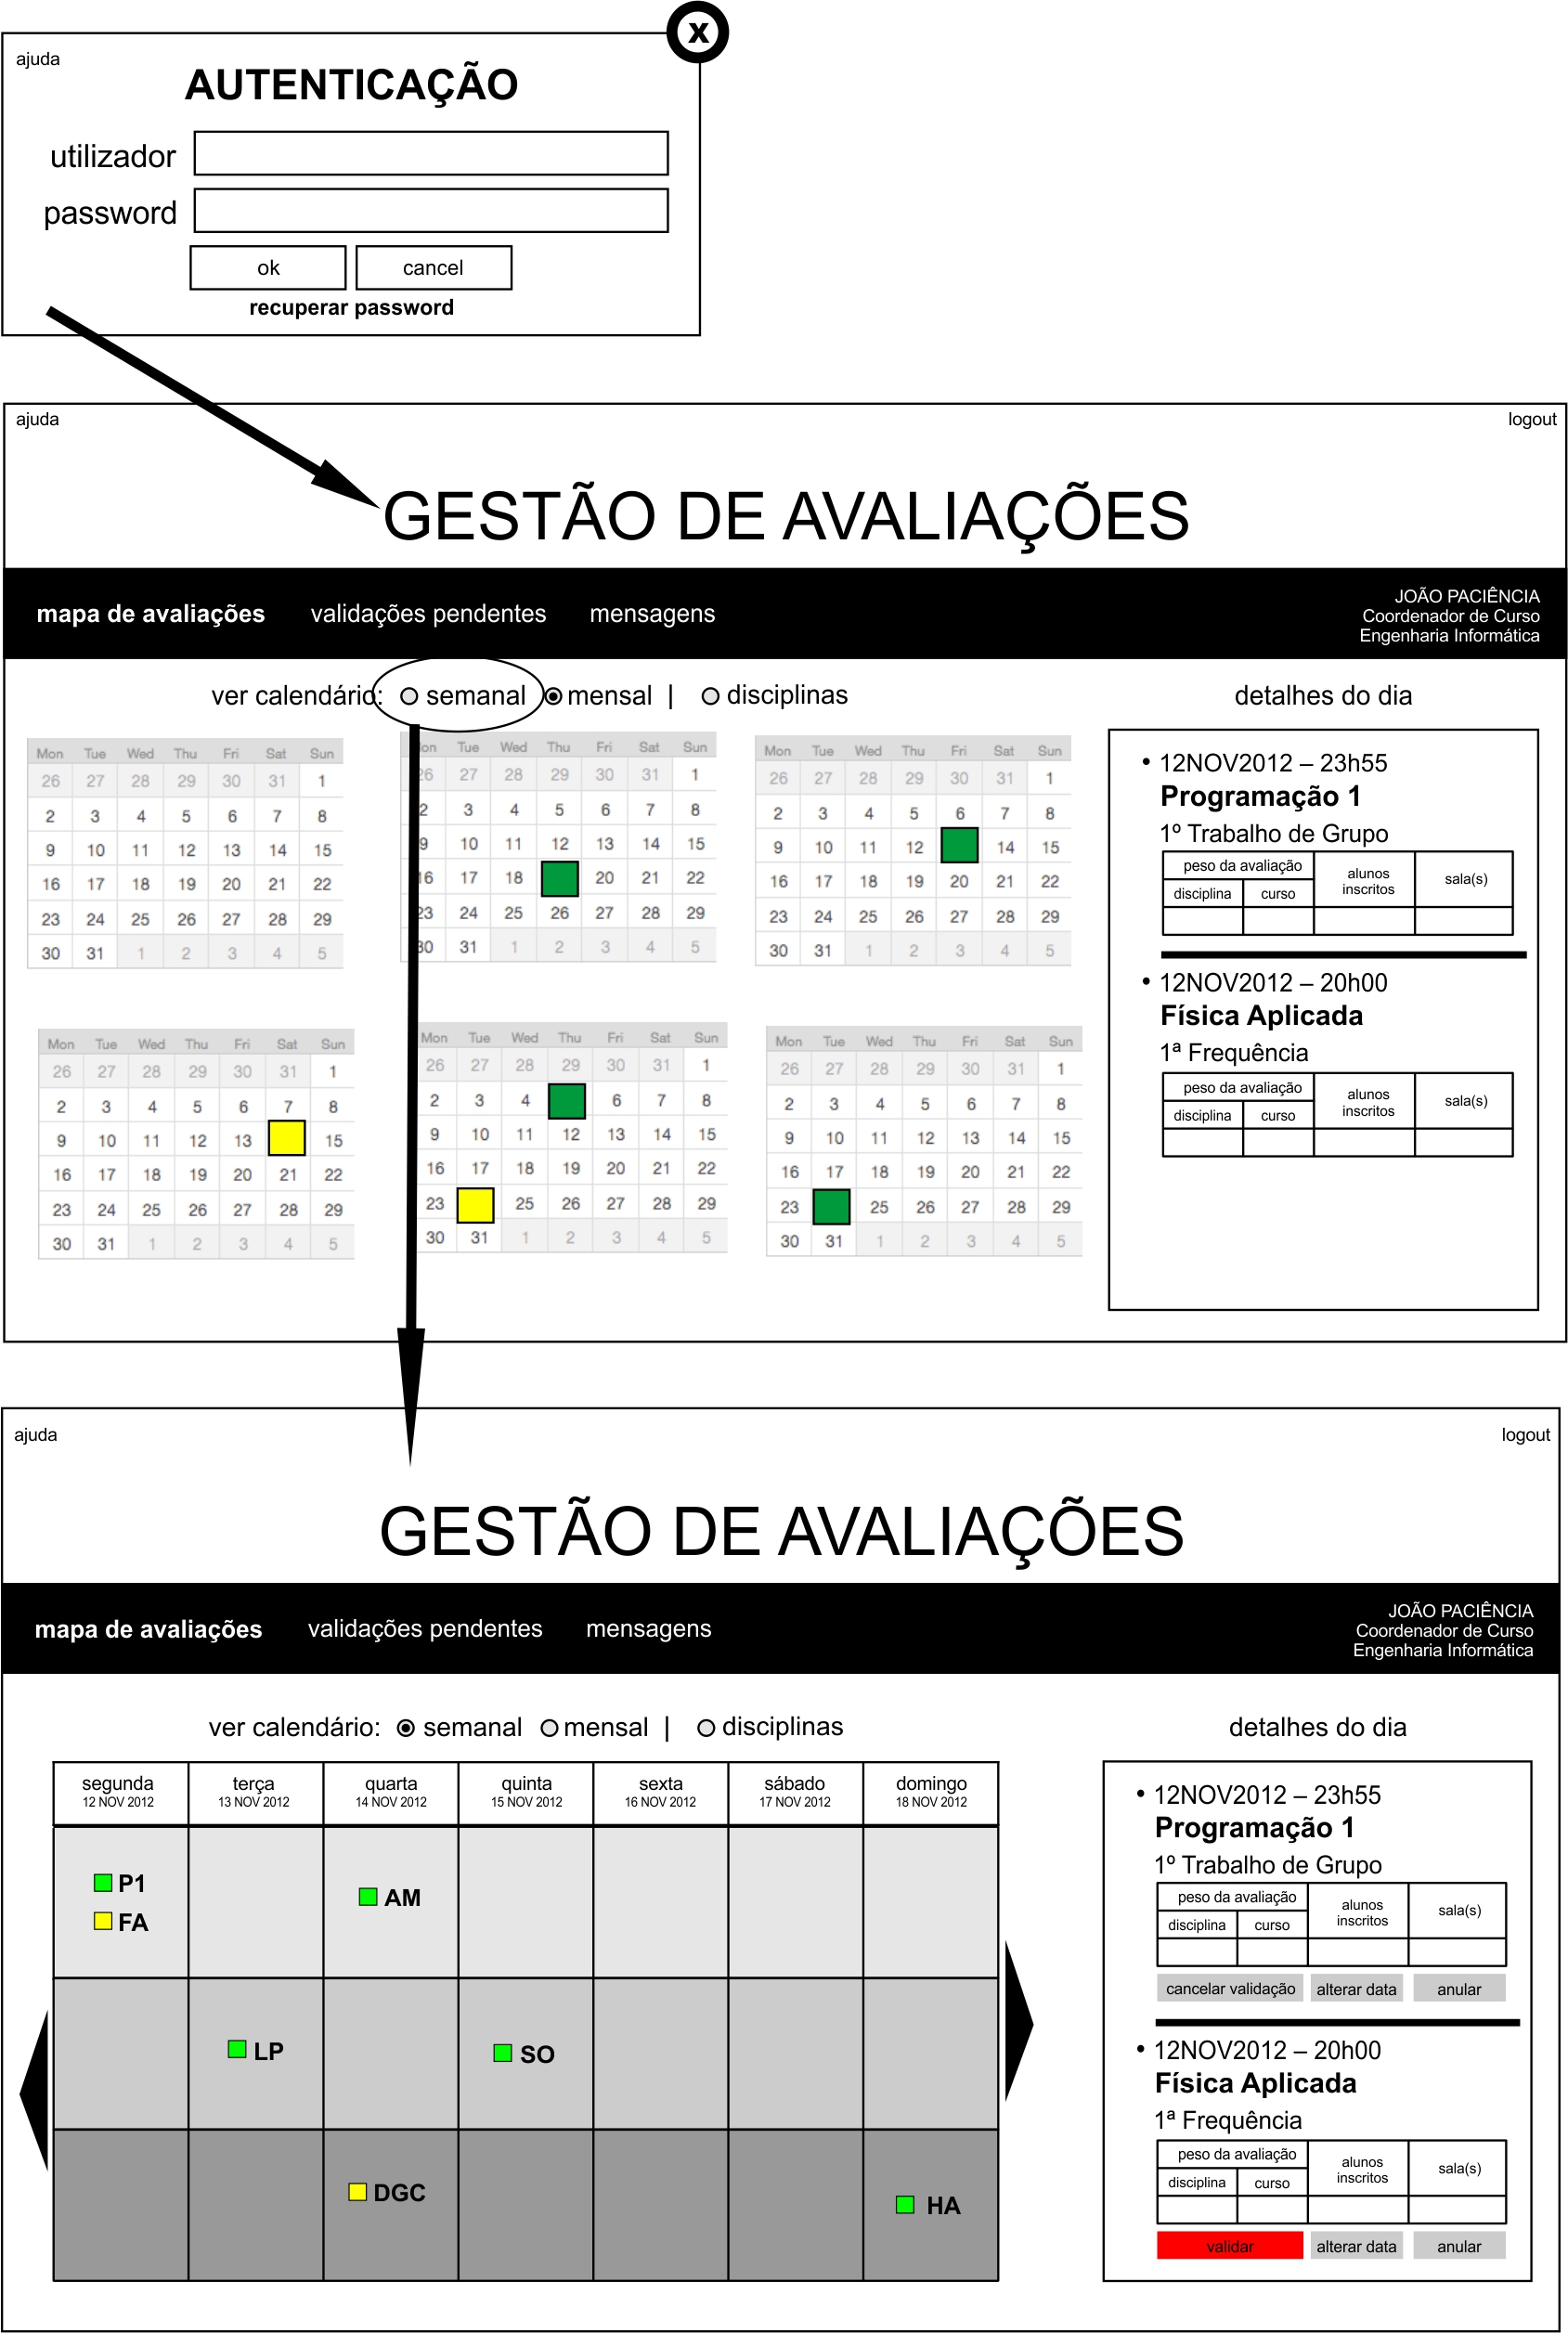 X
ajuda
AUTENTICAÇÃO
utilizador
password
ok cancel
recuperar password
ajuda logout
GESTÃO DE AVALIAÇÕES
mapa de avaliações validações pendentes mensagens
JOÃO PACIÊNCIA
Coordenador de Curso
Engenharia Informática
ver calendário: semanal mensal | disciplinas
Mon Tue Wed Thu Fri Sat Sun
26 27 28 29 30 31 1
2 3 4 5 6 7 8
9 10 11 12 13 14 15
16 17 18 19 20 21 22
23 24 25 26 27 28 29
30 31 1 2 3 4 5
on Tue Wed Thu Fri Sat Sun
26 27 28 29 30 31 1
2 3 4 5 6 7 8
9 10 11 12 13 14 15
16 17 18 20 21 22
23 24 25 26 27 28 29
30 31 1 2 3 4 5
Mon Tue Wed Thu Fri Sat Sun
26 27 28 29 30 31 1
2 3 4 5 6 7 8
9 10 11 12 14 15
16 17 18 19 20 21 22
23 24 25 26 27 28 29
30 31 1 2 3 4 5
Mon Tue Wed Thu Fri Sat Sun
26 27 28 29 30 31 1
2 3 4 5 6 7 8
9 10 11 12 13 15
16 17 18 19 20 21 22
23 24 25 26 27 28 29
30 31 1 2 3 4 5
Mon Tue Wed Thu Fri Sat Sun
26 27 28 29 30 31 1
2 3 4 6 7 8
9 10 11 12 13 14 15
16 17 18 19 20 21 22
23 25 26 27 28 29
30 31 1 2 3 4 5
Mon Tue Wed Thu Fri Sat Sun
26 27 28 29 30 31 1
2 3 4 5 6 7 8
9 10 11 12 13 14 15
16 17 18 19 20 21 22
23 25 26 27 28 29
30 31 1 2 3 4 5
detalhes do dia
• 12NOV2012 – 23h55
Programação 1
1º Trabalho de Grupo
peso da avaliação
disciplina curso
alunos
inscritos
sala(s)
• 12NOV2012 – 20h00
Física Aplicada
1ª Frequência
peso da avaliação
disciplina curso
alunos
inscritos
sala(s)
ajuda logout
GESTÃO DE AVALIAÇÕES
mapa de avaliações validações pendentes mensagens
JOÃO PACIÊNCIA
Coordenador de Curso
Engenharia Informática
ver calendário: semanal mensal | disciplinas
segunda terça quarta quinta sexta sábado domingo
12 NOV 2012 13 NOV 2012 14 NOV 2012 15 NOV 2012 16 NOV 2012 17 NOV 2012 18 NOV 2012
P1 AM
FA
LP SO
DGC HA
detalhes do dia
• 12NOV2012 – 23h55
Programação 1
1º Trabalho de Grupo
peso da avaliação
disciplina curso
alunos
inscritos
sala(s)
cancelar validação alterar data anular
• 12NOV2012 – 20h00
Física Aplicada
1ª Frequência
peso da avaliação
disciplina curso
alunos
inscritos
sala(s)
validar alterar data anular